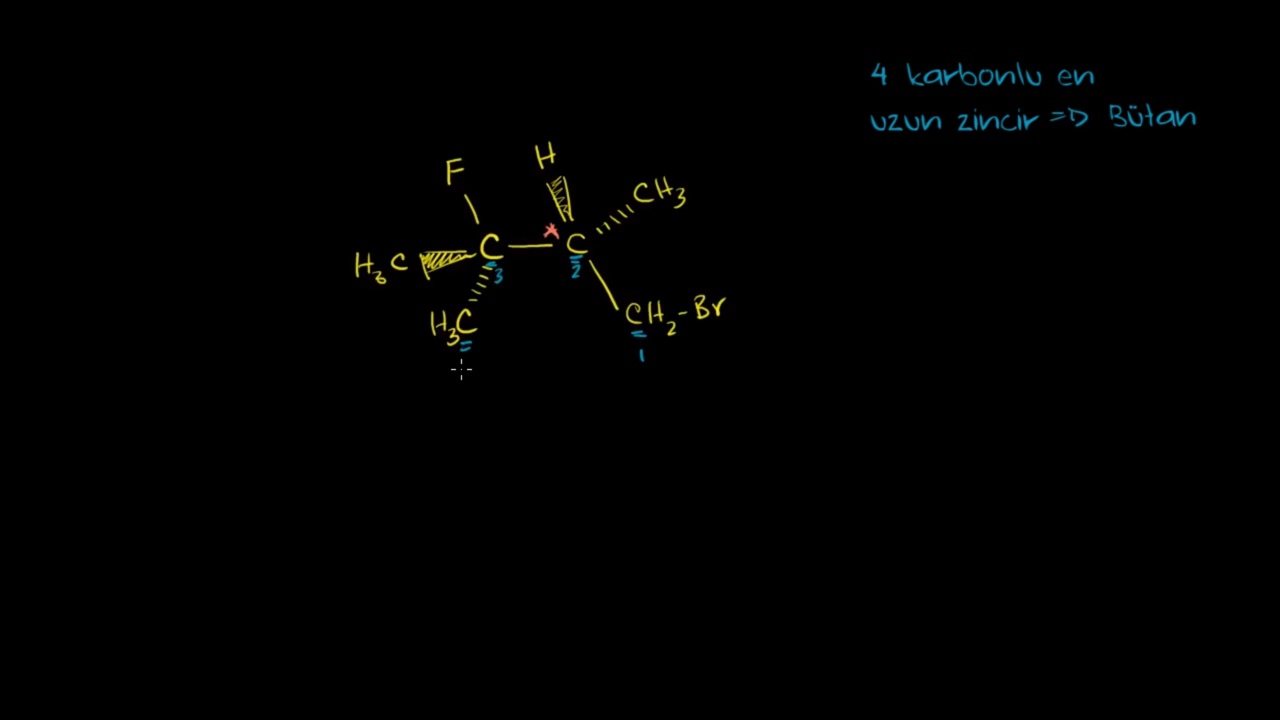 4 karbonlu en
uzun zincir => Bütan
H
F
CH3
H3C C C
3 2
H3C CH2-Br
1